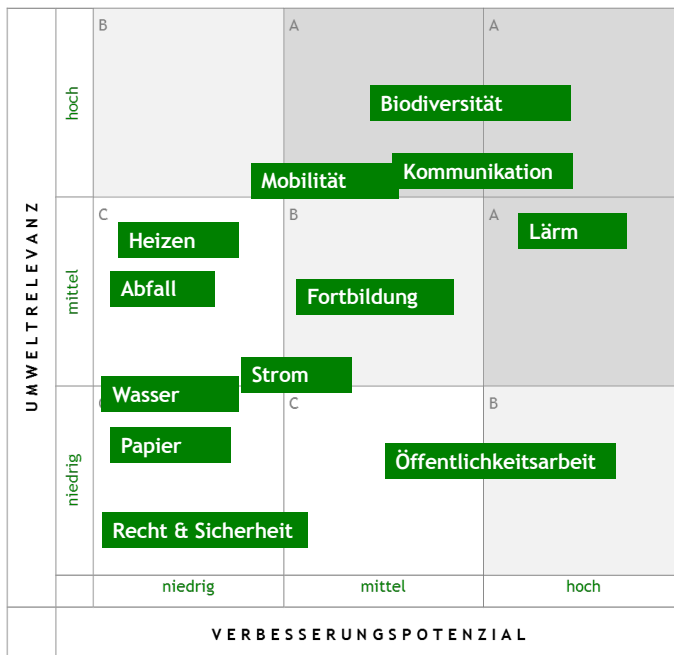 B
A
A
hoch
Biodiversität
Kommunikation
Mobilität
UMWELTRELEVANZ
C
B
A
mittel
Heizen
Lärm
Abfall
Fortbildung
Strom
Wasser
C
B
niedrig
Papier
Öffentlichkeitsarbeit
Recht & Sicherheit
niedrig
mittel
hoch
VERBESSERUNGSPOTENZIAL